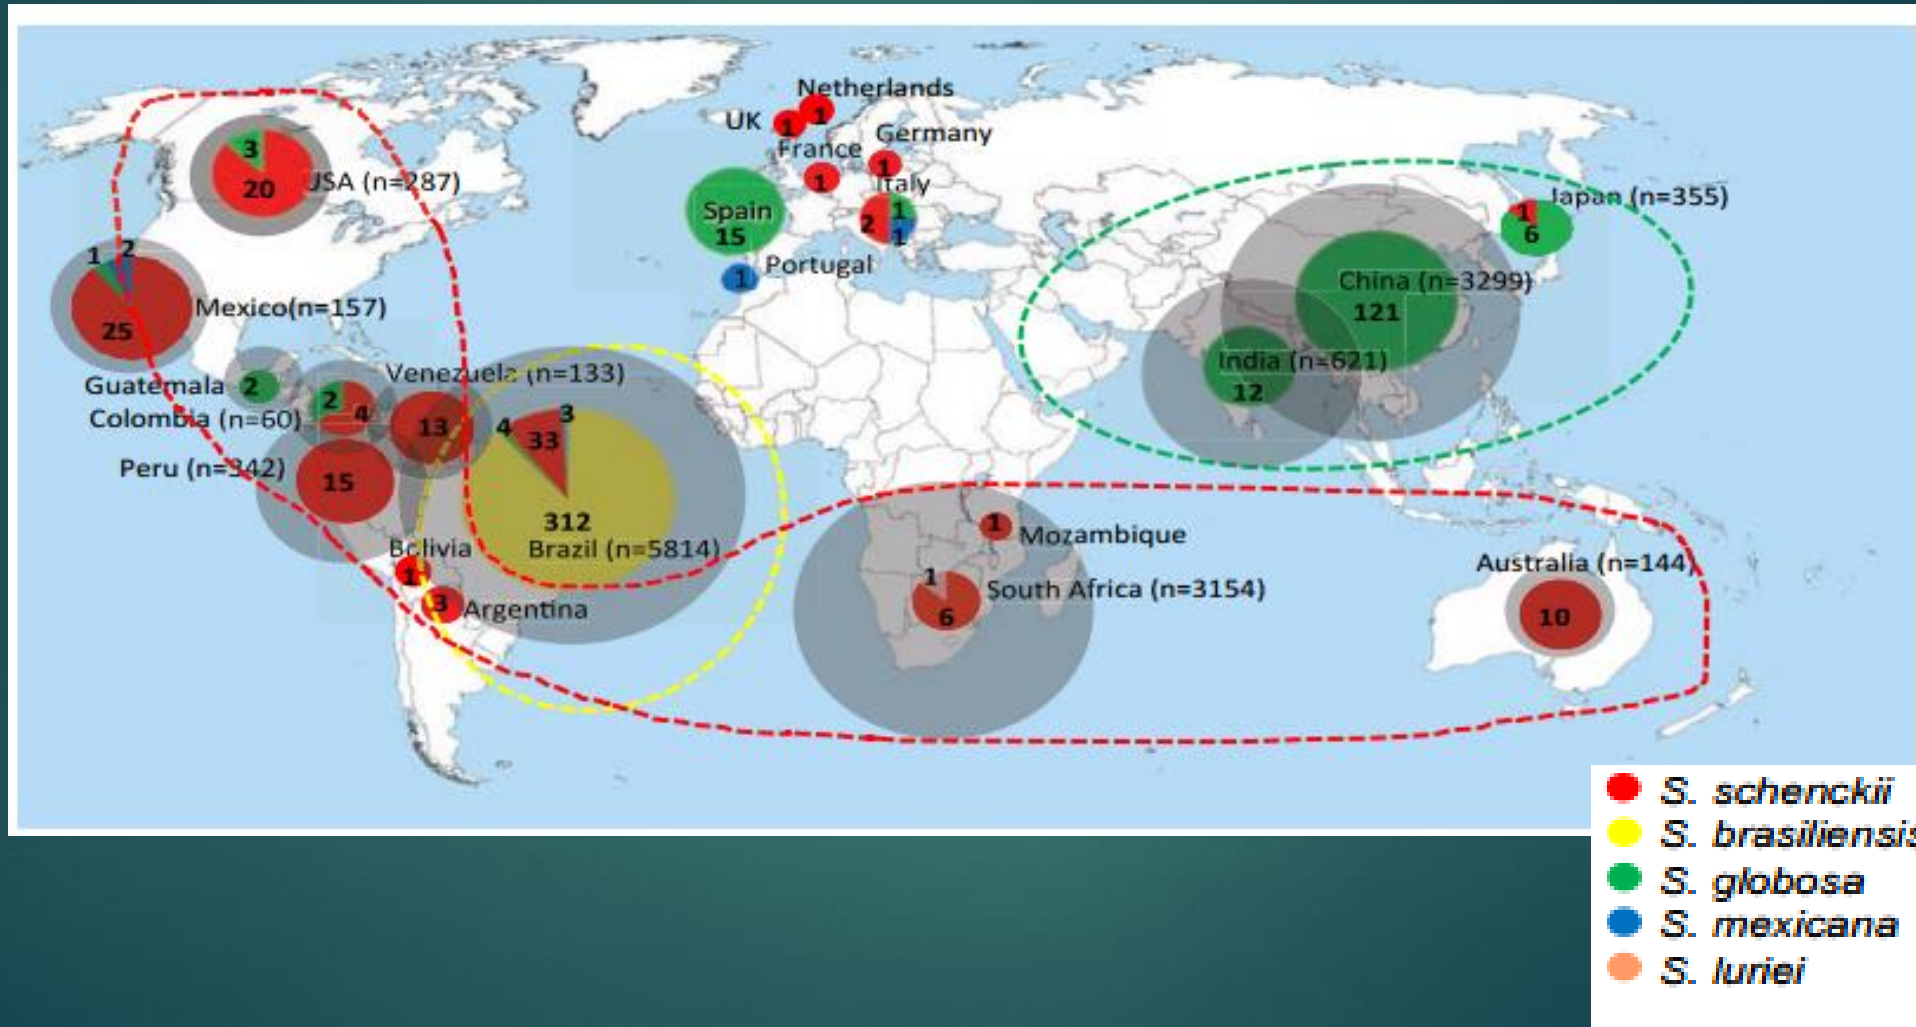 Netherlands
1
UK
1
Germany
France
1
1
Italy
3
20
USA (n=287)
Spain
15
1
2
1
Portugal
1
Japan (n=355)
1
6
China (n=3299)
121
India (n=621)
12
1
2
25
Mexico(n=157)
Guatemala
2
Colombia (n=60)
2
4
Venezuela (n=133)
13
Peru (n=342)
15
4
3
33
312
Brazil (n=5814)
Bolivia
1
3
Argentina
1
Mozambique
1
6
South Africa (n=3154)
Australia (n=144)
10
S. schenckii
S. brasiliensis
S. globosa
S. mexicana
S. luriei